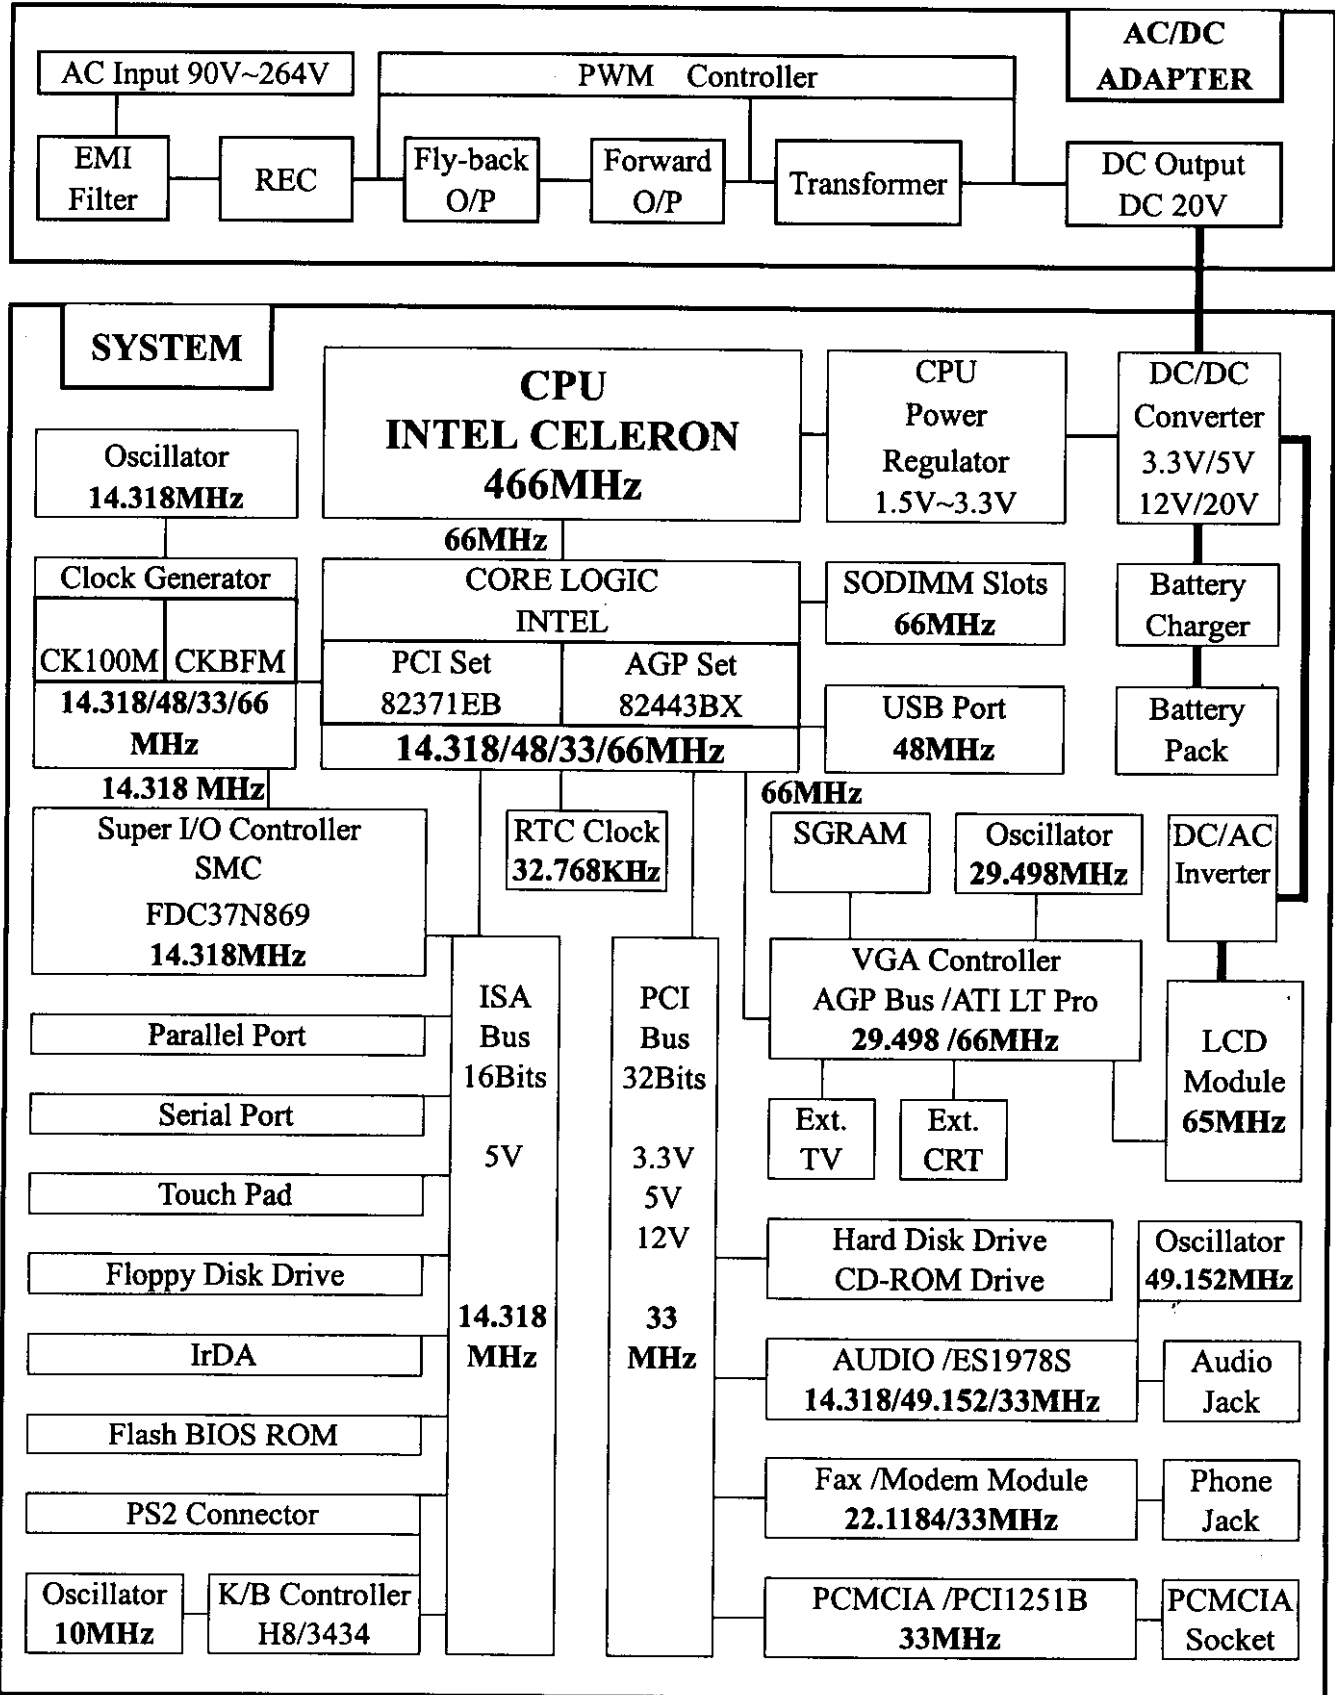 AC/DC
ADAPTER
AC Input 90V~264V
PWM Controller
EMI
Filter
REC
Fly-back
O/P
Forward
O/P
Transformer
DC Output
DC 20V
SYSTEM
CPU
INTEL CELERON
466MHz
CPU
Power
Regulator
1.5V~3.3V
DC/DC
Converter
3.3V/5V
12V/20V
Oscillator
14.318MHz
66MHz
Clock Generator
CK100M
CKBFM
14.318/48/33/66
MHz
CORE LOGIC
INTEL
PCI Set
82371EB
AGP Set
82443BX
14.318/48/33/66MHz
SODIMM Slots
66MHz
USB Port
48MHz
Battery
Charger
Battery
Pack
14.318 MHz
66MHz
Super I/O Controller
SMC
FDC37N869
14.318MHz
RTC Clock
32.768KHz
SGRAM
Oscillator
29.498MHz
DC/AC
Inverter
VGA Controller
AGP Bus /ATI LT Pro
29.498 /66MHz
LCD
Module
65MHz
Ext.
TV
Ext.
CRT
Parallel Port
Serial Port
Touch Pad
Floppy Disk Drive
IrDA
Flash BIOS ROM
PS2 Connector
Oscillator
10MHz
K/B Controller
H8/3434
ISA
Bus
16Bits
5V
14.318
MHz
PCI
Bus
32Bits
3.3V
5V
12V
33
MHz
Hard Disk Drive
CD-ROM Drive
Oscillator
49.152MHz
AUDIO /ES1978S
14.318/49.152/33MHz
Audio
Jack
Fax /Modem Module
22.1184/33MHz
Phone
Jack
PCMCIA /PCI1251B
33MHz
PCMCIA
Socket